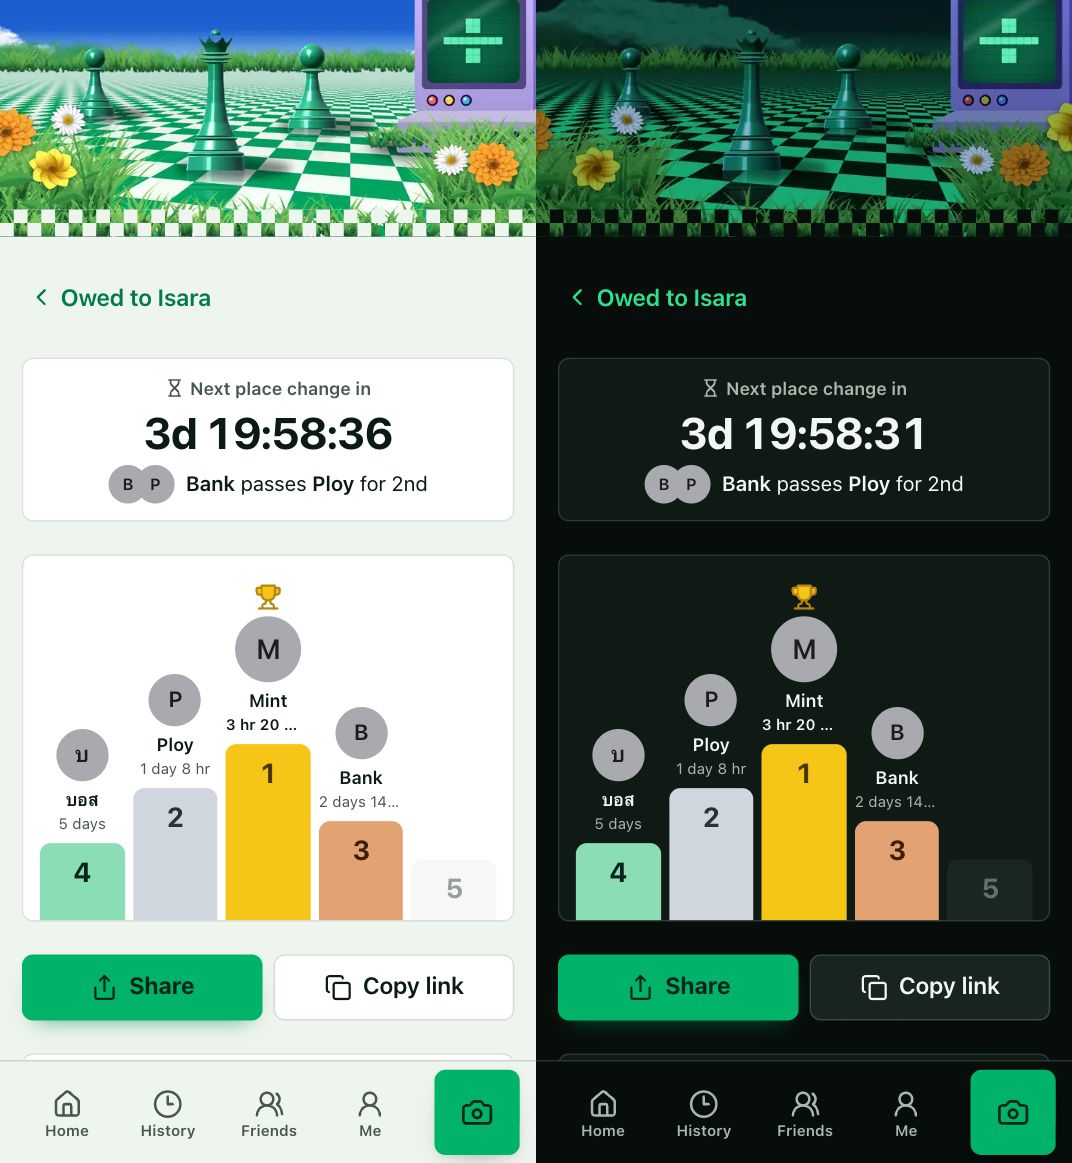 Owed to Isara
Next place change in
3d 19:58:36
B P Bank passes Ploy for 2nd
M
Mint
3 hr 20 ...
P
Ploy
1 day 8 hr
B
Bank
2 days 14...
บ
บอส
5 days
1
2
3
4
5
Share
Copy link
Home
History
Friends
Me
Owed to Isara
Next place change in
3d 19:58:31
B P Bank passes Ploy for 2nd
M
Mint
3 hr 20 ...
P
Ploy
1 day 8 hr
B
Bank
2 days 14...
บ
บอส
5 days
1
2
3
4
5
Share
Copy link
Home
History
Friends
Me